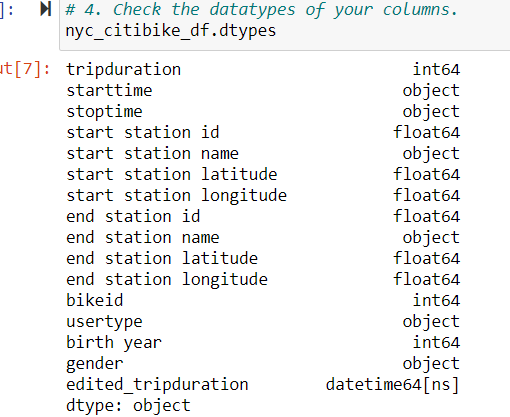 ]: # 4. Check the datatypes of your columns.
nyc_citibike_df.dtypes
ut[7]: tripduration int64
starttime object
stoptime object
start station id float64
start station name object
start station latitude float64
start station longitude float64
end station id float64
end station name object
end station latitude float64
end station longitude float64
bikeid int64
usertype object
birth year int64
gender object
edited_tripduration datetime64[ns]
dtype: object